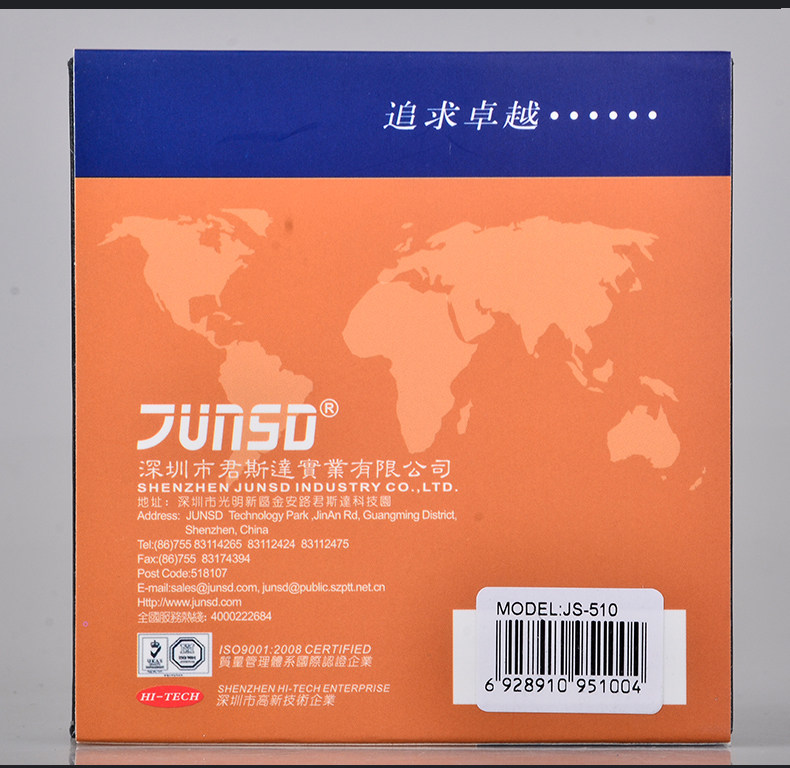 追求卓越······
JUNSD®
深圳市君斯達實業有限公司
SHENZHEN JUNSD INDUSTRY CO.,LTD.
地址：深圳市光明新區金安路君斯達科技園
Address: JUNSD Technology Park ,JinAn Rd, Guangming District,
Shenzhen, China
Tel:(86)755 83114265 83112424 83112475
Fax:(86)755 83174394
Post Code:518107
E-mail:sales@junsd.com, junsd@public.szptt.net.cn
Http://www.junsd.com
全國服務熱綫: 4000222684
ISO9001:2008 CERTIFIED
質量管理體系國際認證企業
HI-TECH
SHENZHEN HI-TECH ENTERPRISE
深圳市高新技術企業
MODEL:JS-510
6 928910 951004